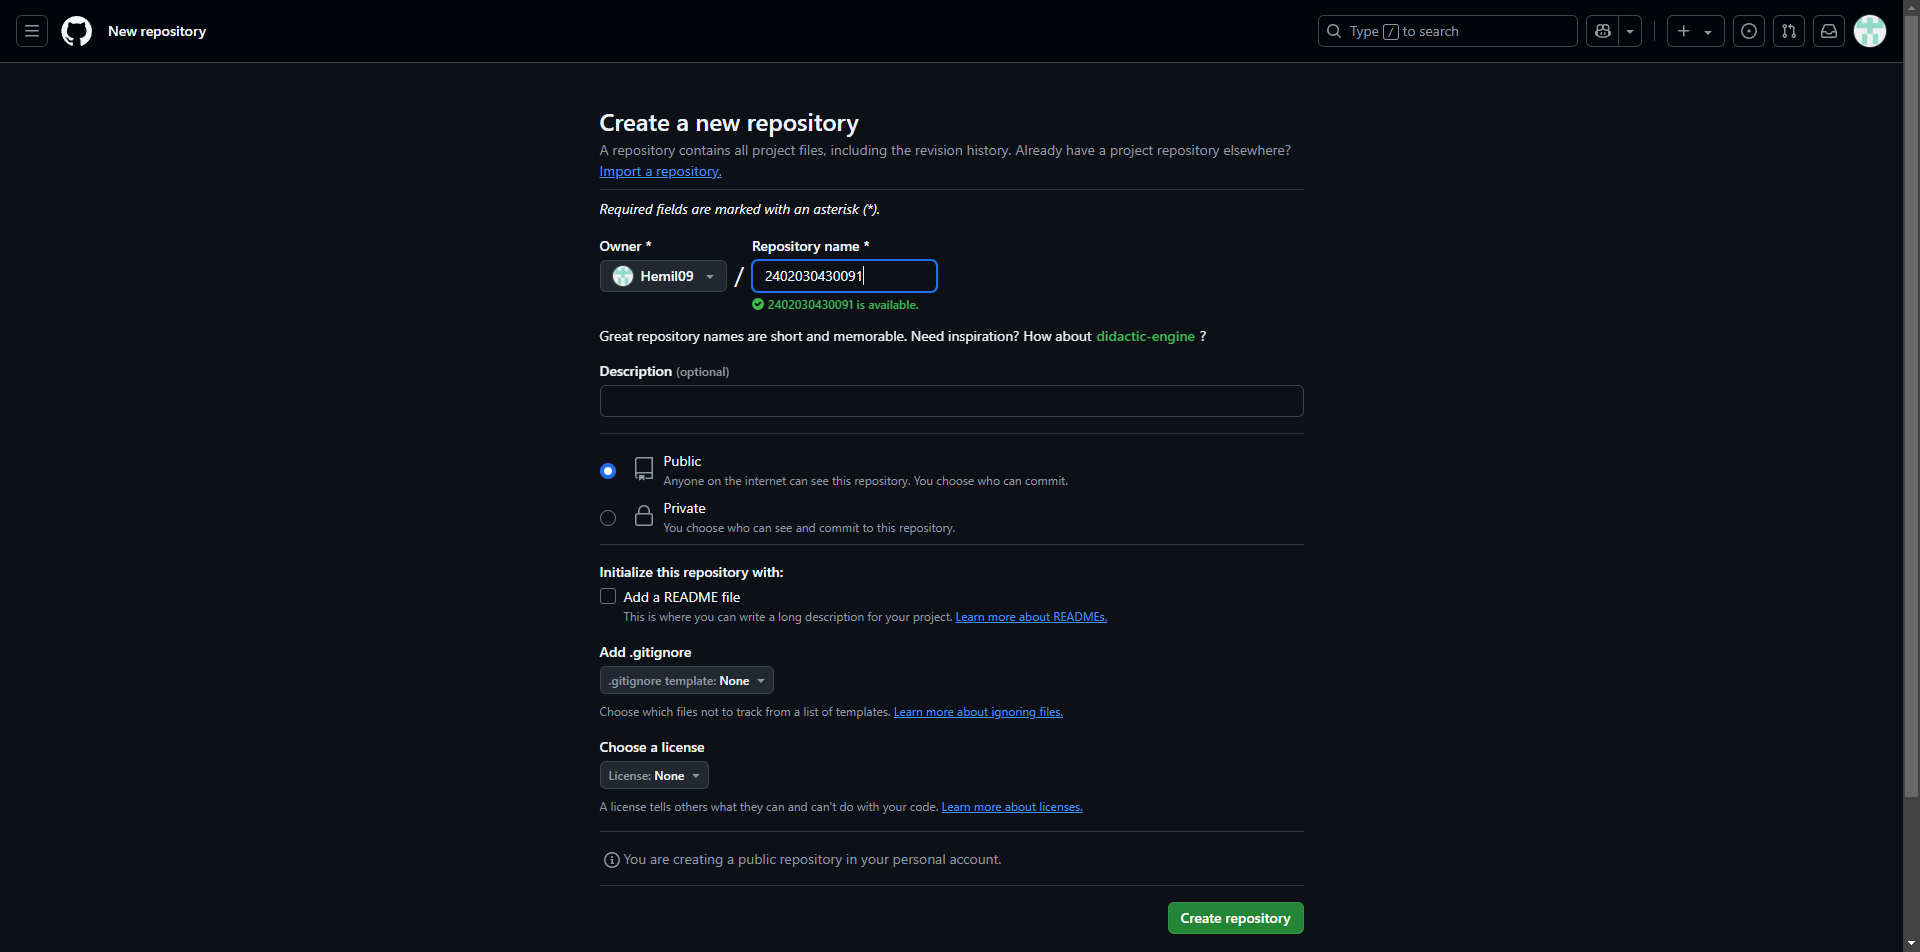 New repository
Type / to search
Create a new repository
A repository contains all project files, including the revision history. Already have a project repository elsewhere?
Import a repository.
Required fields are marked with an asterisk (*).
Owner * Repository name *
Hemil09 / 2402030430091
2402030430091 is available.
Great repository names are short and memorable. Need inspiration? How about didactic-engine ?
Description (optional)
Public
Anyone on the internet can see this repository. You choose who can commit.
Private
You choose who can see and commit to this repository.
Initialize this repository with:
Add a README file
This is where you can write a long description for your project. Learn more about READMEs.
Add .gitignore
.gitignore template: None
Choose which files not to track from a list of templates. Learn more about ignoring files.
Choose a license
License: None
A license tells others what they can and can't do with your code. Learn more about licenses.
You are creating a public repository in your personal account.
Create repository